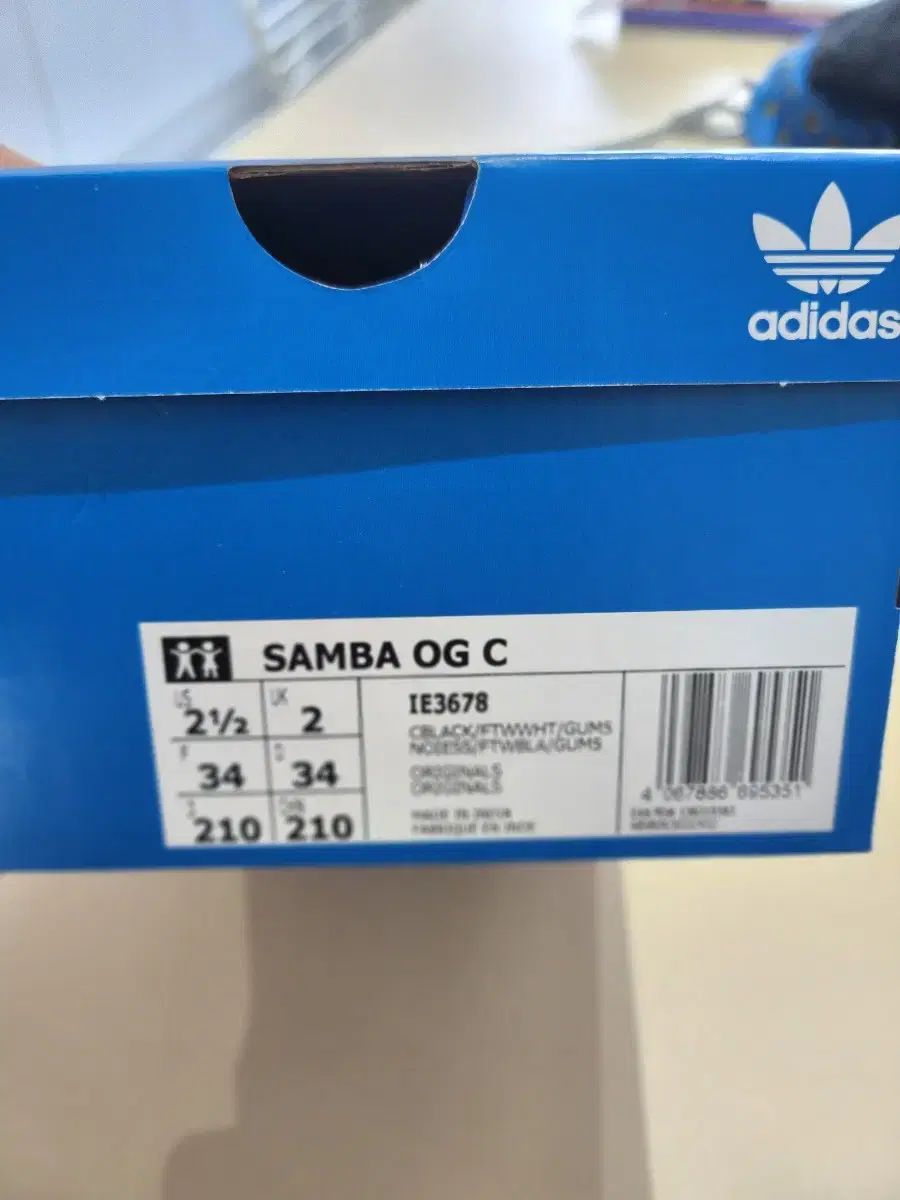 adidas
SAMBA OG C
US 2½ UK 2
IE3678
CBLACK/FTWWHT/GUM5
NOIESS/FTWBLA/GUM5
F 34 D 34
ORIGINALS
ORIGINALS
J 210 CHN 210
4 067886 695351